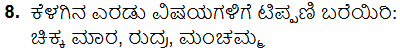 8. ಕೆಳಗಿನ ಎರಡು ವಿಷಯಗಳಿಗೆ ಟಿಪ್ಪಣಿ ಬರೆಯಿರಿ:
ಚಿಕ್ಕ ಮಾರ, ರುದ್ರ, ಮಂಚಮ್ಮ